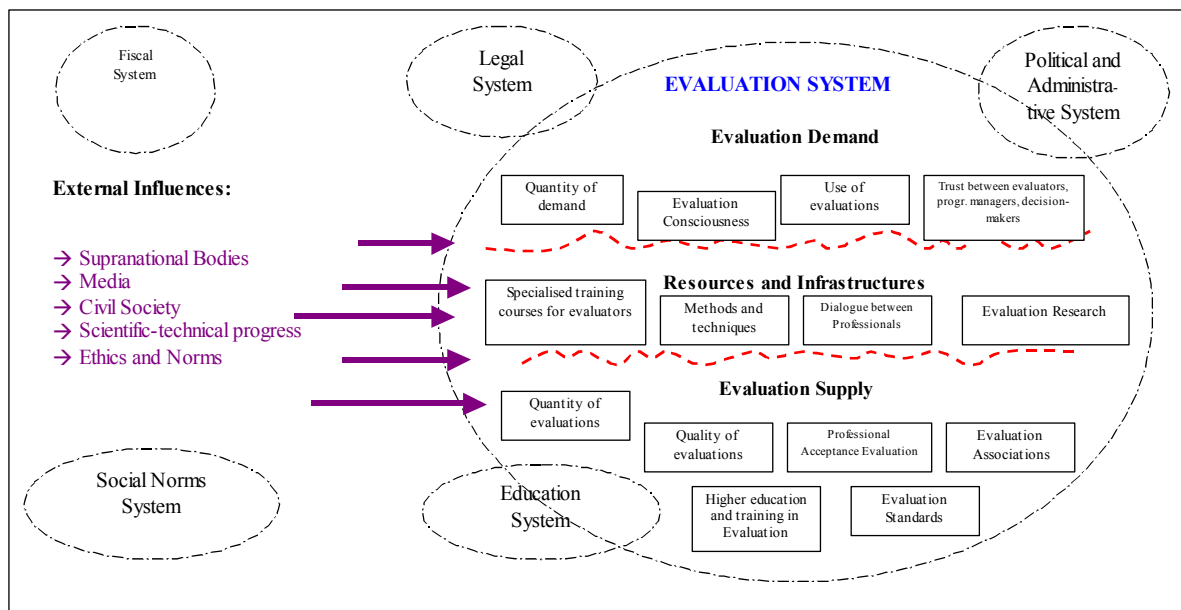 Fiscal
System
Legal
System
EVALUATION SYSTEM
Political and
Administra-
tive System
Evaluation Demand
External Influences:
→ Supranational Bodies
→ Media
→ Civil Society
→ Scientific-technical progress
→ Ethics and Norms
Quantity of
demand
Evaluation
Consciousness
Use of
evaluations
Trust between evaluators,
progr. managers, decision-
makers
Resources and Infrastructures
Specialised training
courses for evaluators
Methods and
techniques
Dialogue between
Professionals
Evaluation Research
Evaluation Supply
Quantity of
evaluations
Quality of
evaluations
Professional
Acceptance Evaluation
Evaluation
Associations
Higher education
and training in
Evaluation
Evaluation
Standards
Social Norms
System
Education
System